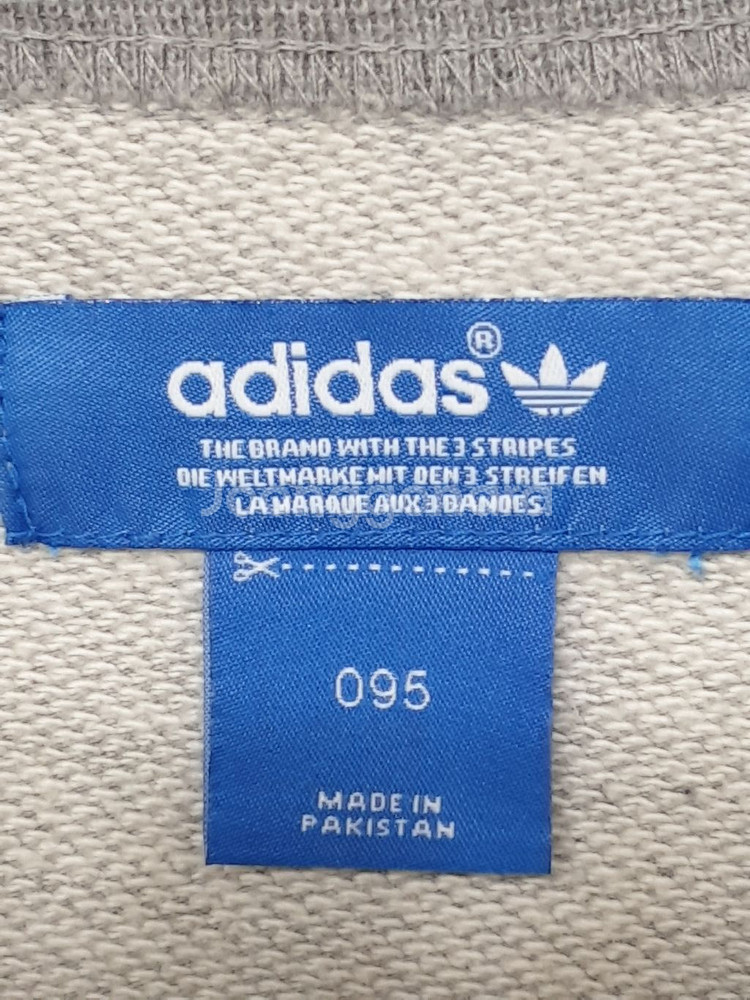 adidas®
THE BRAND WITH THE 3 STRIPES
DIE WELTMARKE MIT DEN 3 STREIFEN
LA MARQUE AUX 3 BANDES
095
MADE IN
PAKISTAN